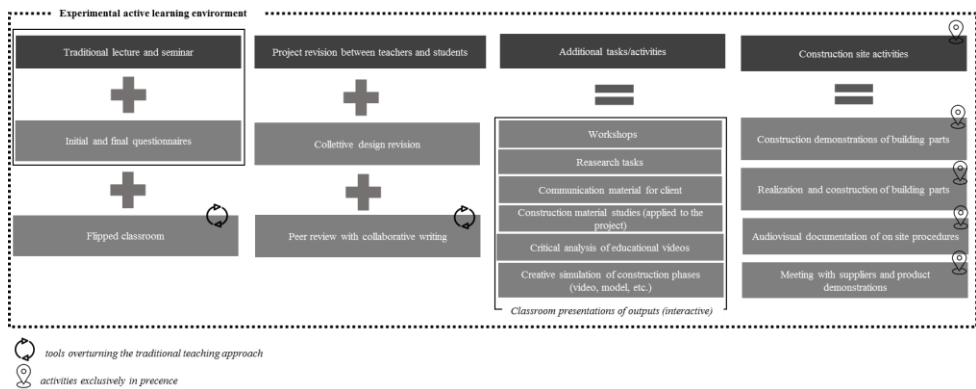 Experimental active learning envirorment
Traditional lecture and seminar
Initial and final questionnaires
Flipped classroom
Project revision between teachers and students
Collettive design revision
Peer review with collaborative writing
Additional tasks/activities
Workshops
Reasearch tasks
Communication material for client
Construction material studies (applied to the
project)
Critical analysis of educational videos
Creative simulation of construction phases
(video, model, etc.)
Classroom presentations of outputs (interactive)
Construction site activities
Construction demonstrations of building parts
Realization and construction of building parts
Audiovisual documentation of on site procedures
Meeting with suppliers and product
demonstrations
tools overturning the traditional teaching approach
activities exclusively in precence